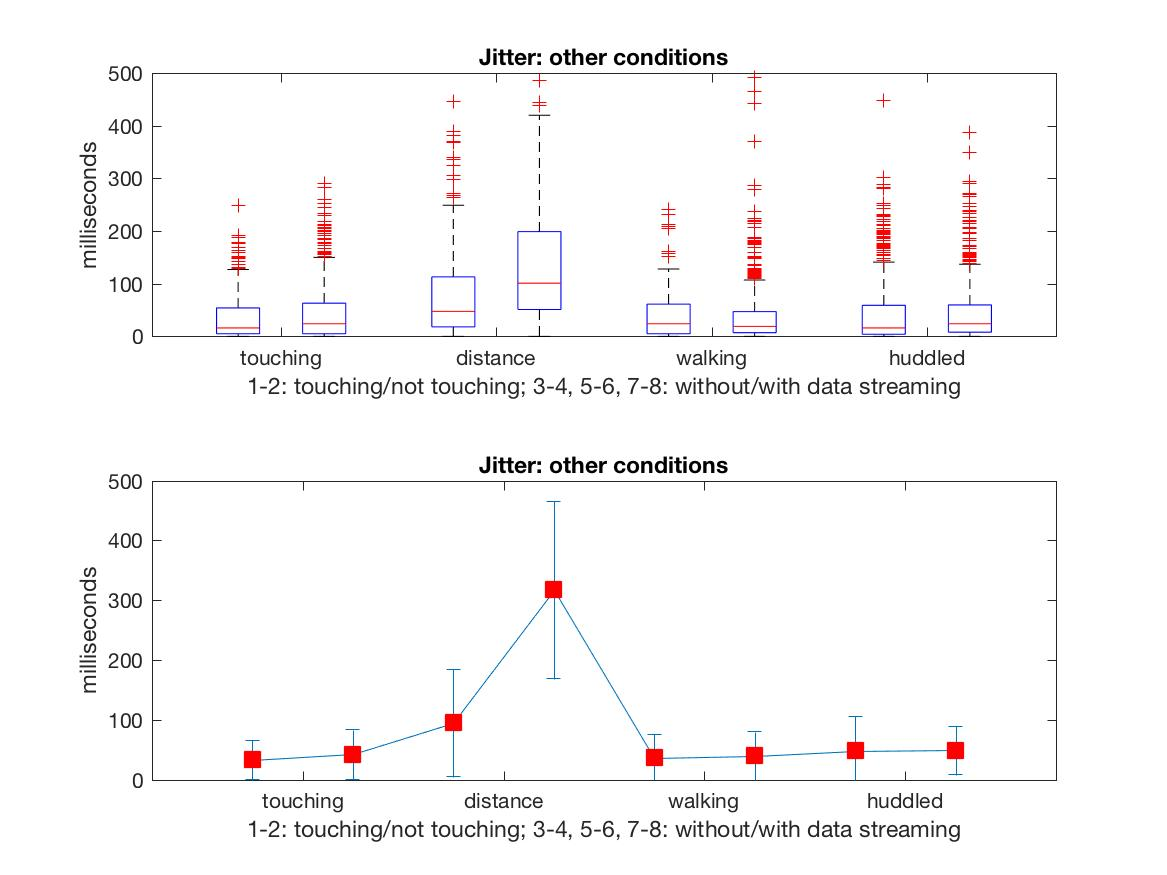 Jitter: other conditions
500
400
300
200
100
0
milliseconds
touching distance walking huddled
1-2: touching/not touching; 3-4, 5-6, 7-8: without/with data streaming
Jitter: other conditions
500
400
300
200
100
0
milliseconds
touching distance walking huddled
1-2: touching/not touching; 3-4, 5-6, 7-8: without/with data streaming